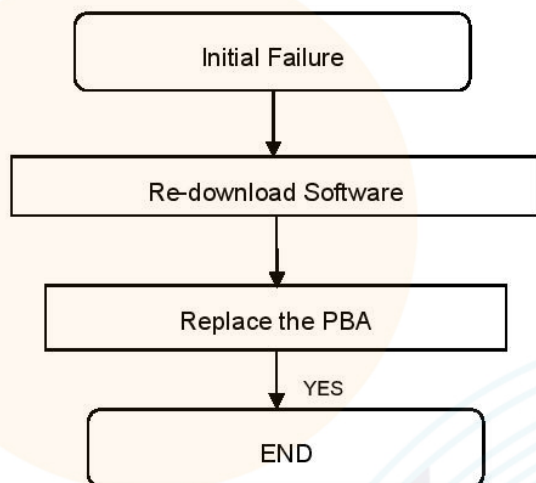 Initial Failure
Re-download Software
Replace the PBA
YES
END